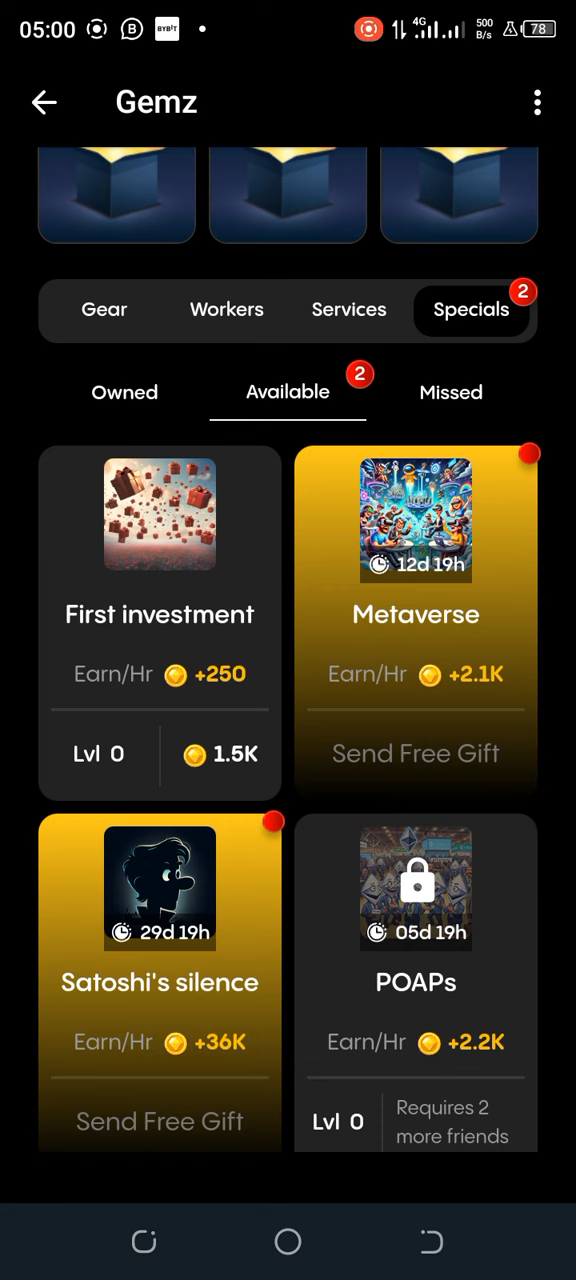 05:00 B BYBIT 4G 500 B/s 78
Gemz
Gear Workers Services Specials 2
Owned Available 2 Missed
12d 19h
First investment Metaverse
Earn/Hr +250 Earn/Hr +2.1K
Lvl 0 1.5K Send Free Gift
29d 19h 05d 19h
Satoshi's silence POAPs
Earn/Hr +36K Earn/Hr +2.2K
Send Free Gift Lvl 0 Requires 2
more friends